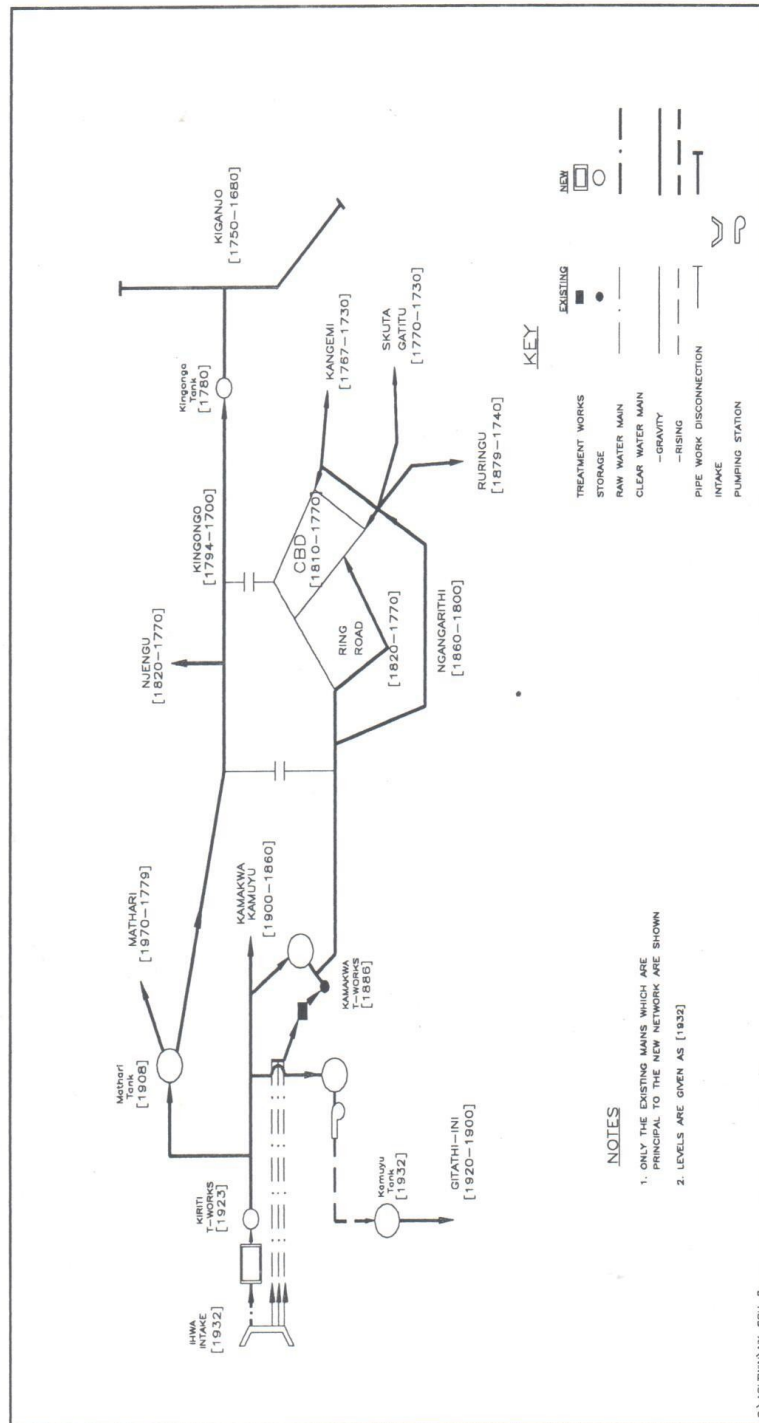 IHWA
INTAKE
[1932]
KIRITI
T-WORKS
[1923]
Mathari
Tank
[1908]
MATHARI
[1970-1779]
KAMAKWA
KAMUYU
[1900-1860]
KAMAKWA
T-WORKS
[1886]
Kamuyu
Tank
[1932]
GITATHI-INI
[1920-1900]
NJENGU
[1820-1770]
KINGONGO
[1794-1700]
Kingongo
Tank
[1780]
KIGANJO
[1750-1680]
CBD
[1810-1770]
RING
ROAD
[1820-1770]
NGANGARITHI
[1860-1800]
KANGEMI
[1767-1730]
SKUTA
GATITU
[1770-1730]
RURINGU
[1879-1740]
NOTES
1. ONLY THE EXISTING MAINS WHICH ARE
PRINCIPAL TO THE NEW NETWORK ARE SHOWN
2. LEVELS ARE GIVEN AS [1932]
KEY
EXISTING NEW
TREATMENT WORKS
STORAGE
RAW WATER MAIN
CLEAR WATER MAIN
-GRAVITY
-RISING
PIPE WORK DISCONNECTION
INTAKE
PUMPING STATION